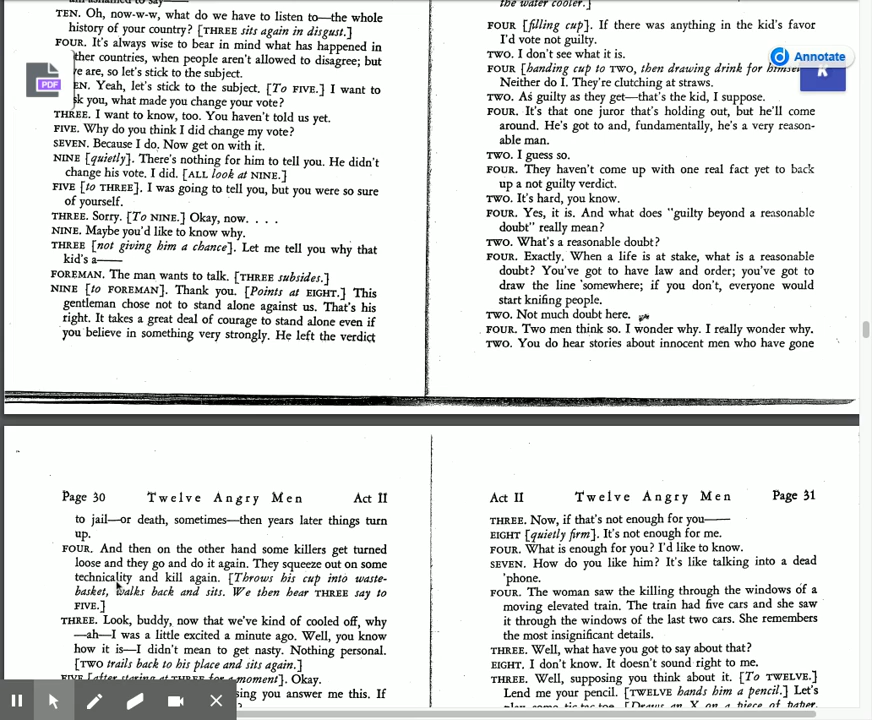 TEN. Oh, now-w-w, what do we have to listen to—the whole
history of your country? [THREE sits again in disgust.]
FOUR. It's always wise to bear in mind what has happened in
ther countries, when people aren't allowed to disagree; but
e are, so let's stick to the subject.
EN. Yeah, let's stick to the subject. [To FIVE.] I want to
sk you, what made you change your vote?
THREE. I want to know, too. You haven't told us yet.
FIVE. Why do you think I did change my vote?
SEVEN. Because I do. Now get on with it.
NINE [quietly]. There's nothing for him to tell you. He didn't
change his vote. I did. [ALL look at NINE.]
FIVE [to THREE]. I was going to tell you, but you were so sure
of yourself.
THREE. Sorry. [To NINE.] Okay, now. . . .
NINE. Maybe you'd like to know why.
THREE [not giving him a chance]. Let me tell you why that
kid's a——
FOREMAN. The man wants to talk. [THREE subsides.]
NINE [to FOREMAN]. Thank you. [Points at EIGHT.] This
gentleman chose not to stand alone against us. That's his
right. It takes a great deal of courage to stand alone even if
you believe in something very strongly. He left the verdict
the water cooler.]
FOUR [filling cup]. If there was anything in the kid's favor
I'd vote not guilty.
TWO. I don't see what it is.
FOUR [handing cup to TWO, then drawing drink for himse
Neither do I. They're clutching at straws.
TWO. As guilty as they get—that's the kid, I suppose.
FOUR. It's that one juror that's holding out, but he'll come
around. He's got to and, fundamentally, he's a very reason-
able man.
TWO. I guess so.
FOUR. They haven't come up with one real fact yet to back
up a not guilty verdict.
TWO. It's hard, you know.
FOUR. Yes, it is. And what does "guilty beyond a reasonable
doubt" really mean?
TWO. What's a reasonable doubt?
FOUR. Exactly. When a life is at stake, what is a reasonable
doubt? You've got to have law and order; you've got to
draw the line somewhere; if you don't, everyone would
start knifing people.
TWO. Not much doubt here.
FOUR. Two men think so. I wonder why. I really wonder why.
TWO. You do hear stories about innocent men who have gone
PDF
Annotate
K
Page 30 Twelve Angry Men Act II
to jail—or death, sometimes—then years later things turn
up.
FOUR. And then on the other hand some killers get turned
loose and they go and do it again. They squeeze out on some
technicality and kill again. [Throws his cup into waste-
basket, walks back and sits. We then hear THREE say to
FIVE.]
THREE. Look, buddy, now that we've kind of cooled off, why
—ah—I was a little excited a minute ago. Well, you know
how it is—I didn't mean to get nasty. Nothing personal.
[TWO trails back to his place and sits again.]
FIVE [after staring at THREE for a moment]. Okay.
sing you answer me this. If
Act II Twelve Angry Men Page 31
THREE. Now, if that's not enough for you——
EIGHT [quietly firm]. It's not enough for me.
FOUR. What is enough for you? I'd like to know.
SEVEN. How do you like him? It's like talking into a dead
'phone.
FOUR. The woman saw the killing through the windows of a
moving elevated train. The train had five cars and she saw
it through the windows of the last two cars. She remembers
the most insignificant details.
THREE. Well, what have you got to say about that?
EIGHT. I don't know. It doesn't sound right to me.
THREE. Well, supposing you think about it. [To TWELVE.]
Lend me your pencil. [TWELVE hands him a pencil.] Let's
play some tic-tac-toe. [Draws an X on a piece of paper,